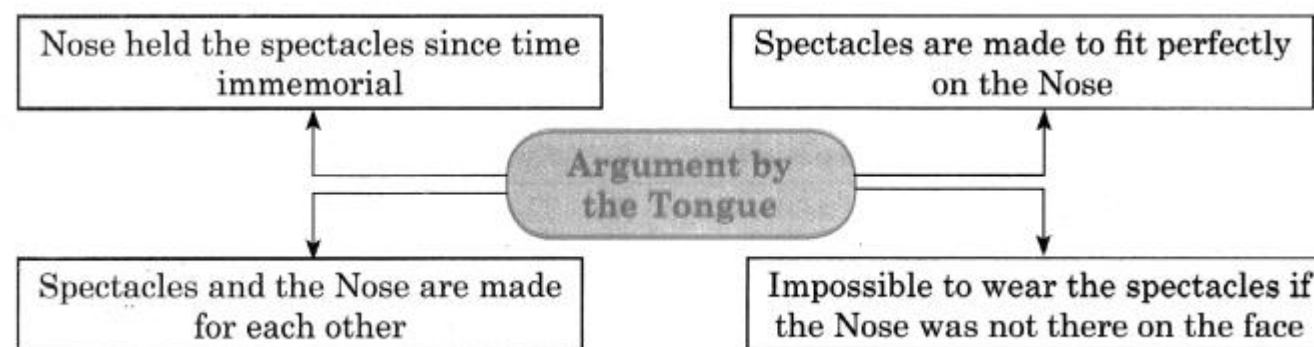 Nose held the spectacles since time
immemorial
Spectacles are made to fit perfectly
on the Nose
Argument by
the Tongue
Spectacles and the Nose are made
for each other
Impossible to wear the spectacles if
the Nose was not there on the face